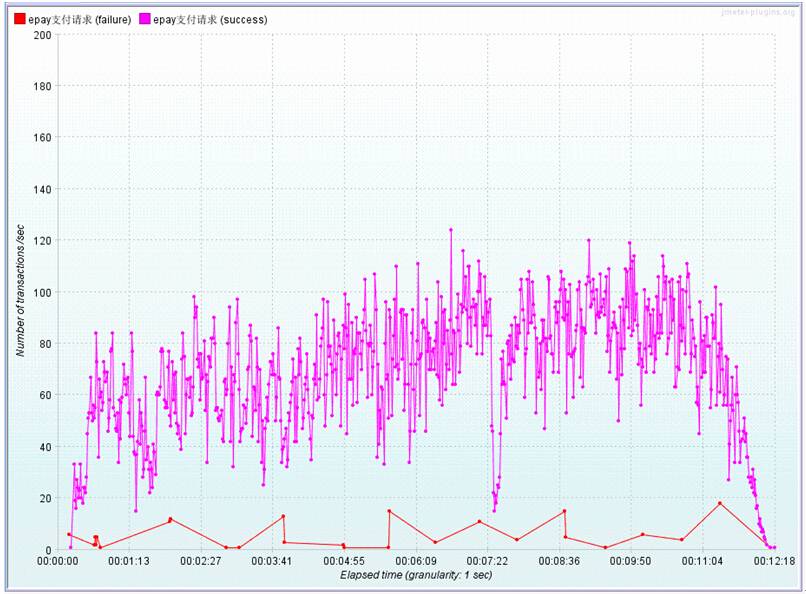 epay支付请求 (failure) epay支付请求 (success)
jmeter-plugins.org
200
180
160
140
120
100
80
60
40
20
0
Number of transactions /sec
00:00:00 00:01:13 00:02:27 00:03:41 00:04:55 00:06:09 00:07:22 00:08:36 00:09:50 00:11:04 00:12:18
Elapsed time (granularity: 1 sec)